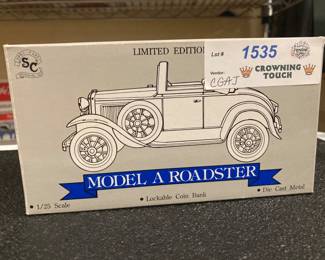 SC
LIMITED EDITION
Lot #
1535
Vendor:
CGAJ
CROWNING
TOUCH
MODEL A ROADSTER
• 1/25 Scale
• Lockable Coin Bank
• Die Cast Metal